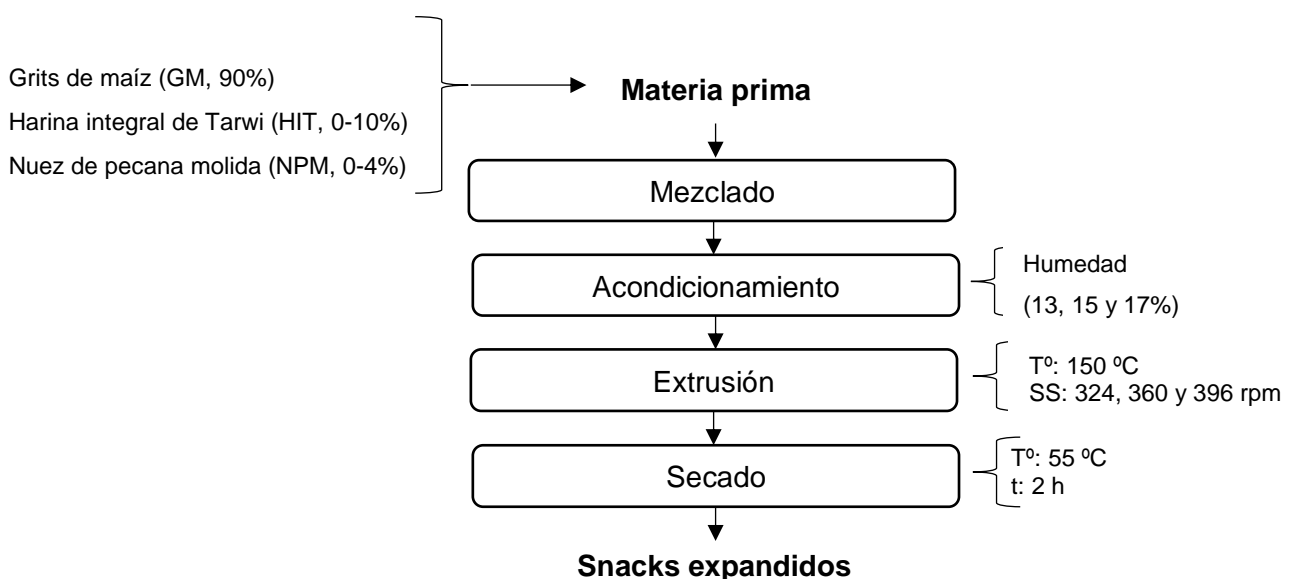 Grits de maíz (GM, 90%)
Harina integral de Tarwi (HIT, 0-10%)
Nuez de pecana molida (NPM, 0-4%)
Materia prima
Mezclado
Acondicionamiento
Humedad
(13, 15 y 17%)
Extrusión
Tº: 150 ºC
SS: 324, 360 y 396 rpm
Secado
Tº: 55 ºC
t: 2 h
Snacks expandidos